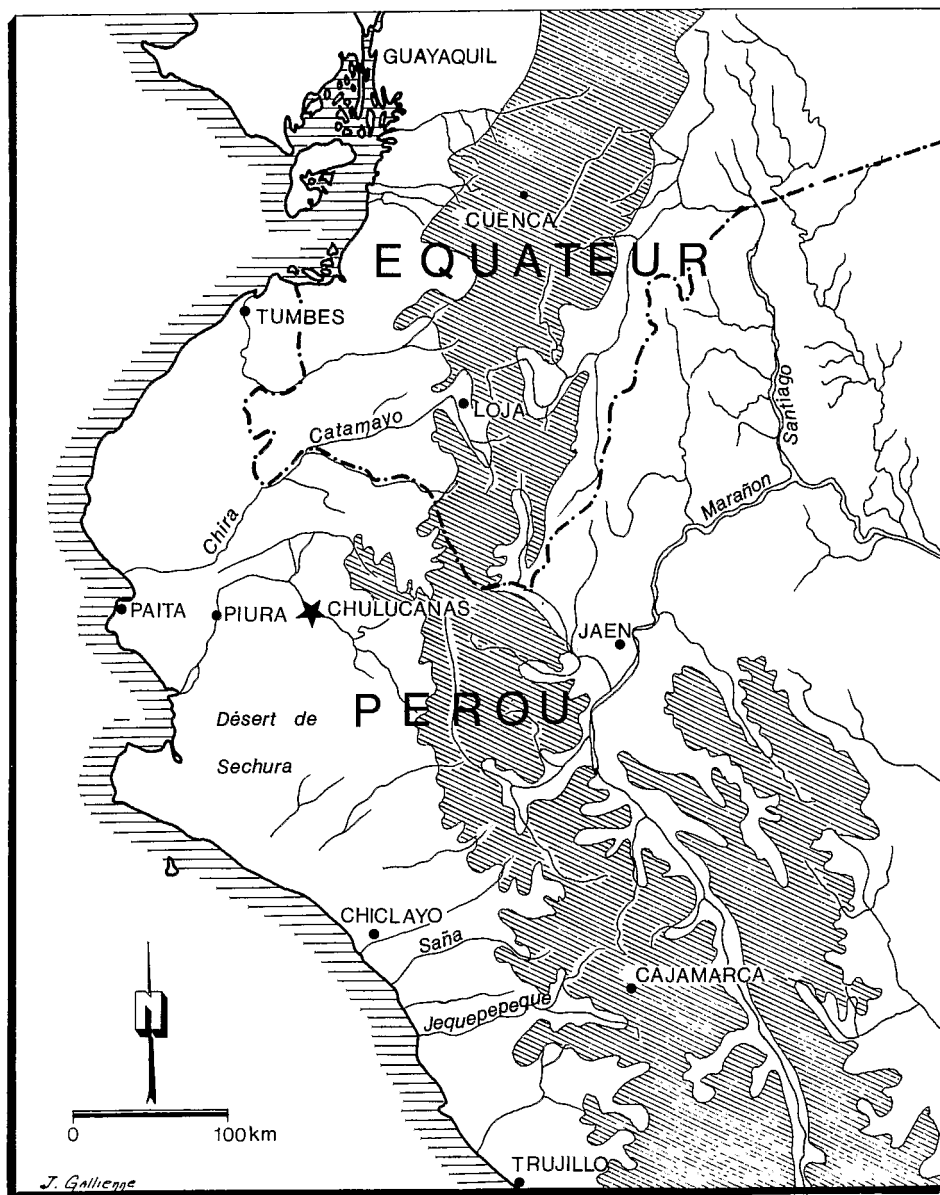 GUAYAQUIL
CUENCA
EQUATEUR
TUMBES
LOJA
Catamayo
Santiago
Marañon
Chira
PAITA
PIURA
CHULUCANAS
JAEN
PEROU
Désert de
Sechura
CHICLAYO
Saña
CAJAMARCA
Jequepepeque
N
0 100km
TRUJILLO
J. Gallienne